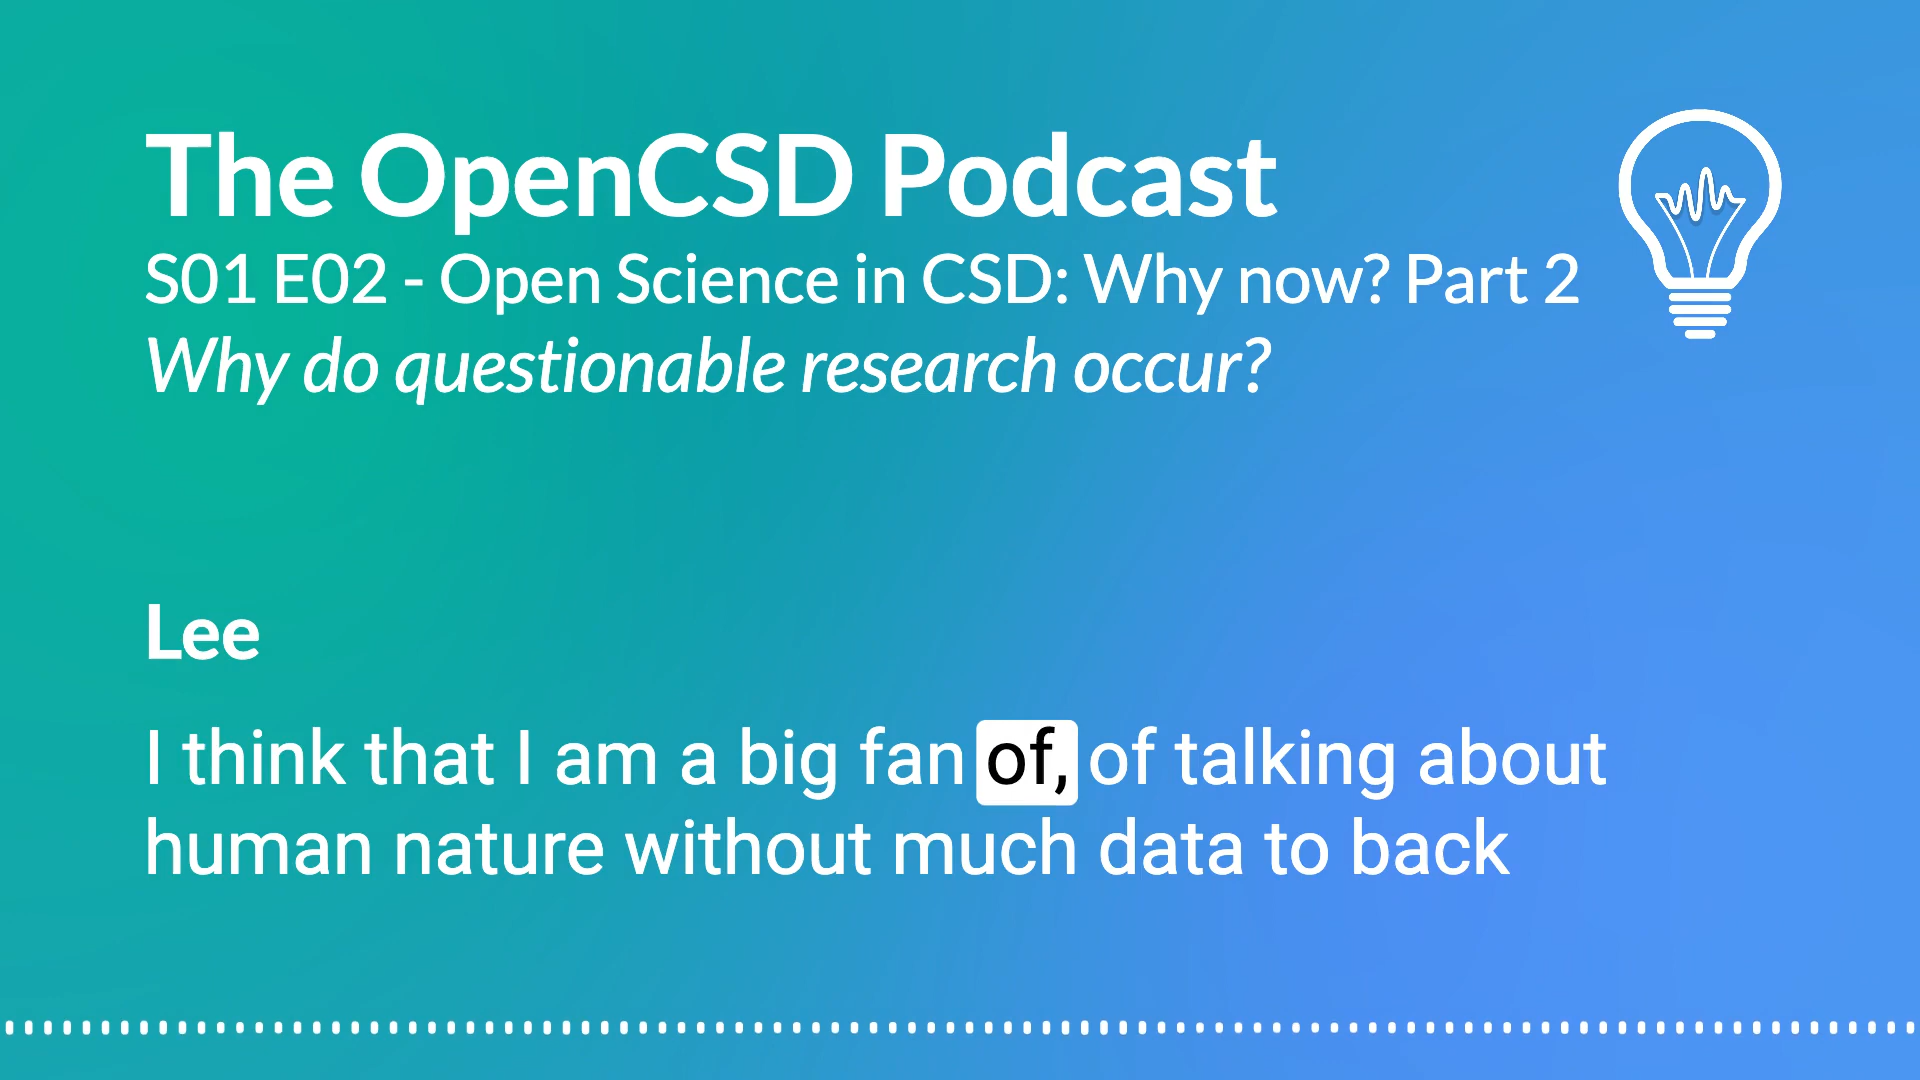 The OpenCSD Podcast
S01 E02 - Open Science in CSD: Why now? Part 2
Why do questionable research occur?
Lee
I think that I am a big fan of, of talking about
human nature without much data to back